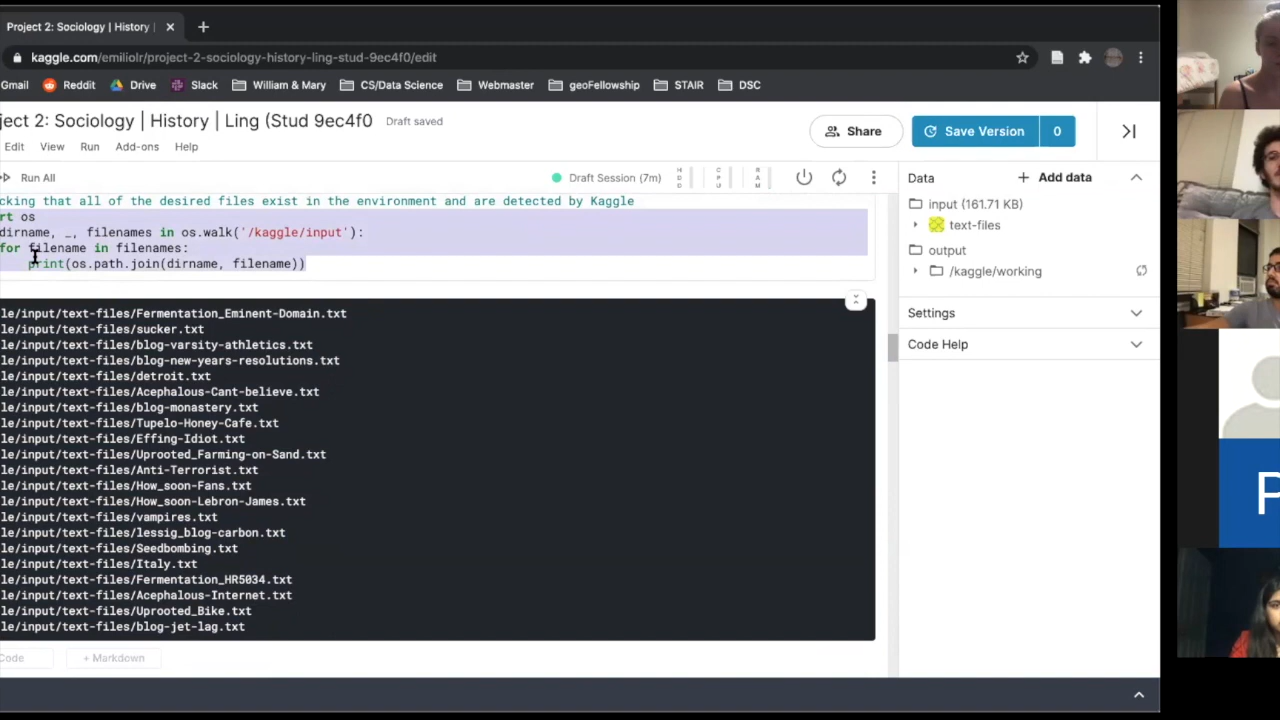 Project 2: Sociology | History |
kaggle.com/emiliolr/project-2-sociology-history-ling-stud-9ec4f0/edit
Gmail Reddit Drive Slack William & Mary CS/Data Science Webmaster geoFellowship STAIR DSC
ject 2: Sociology | History | Ling (Stud 9ec4f0 Draft saved
Share Save Version 0
Edit View Run Add-ons Help
Run All Draft Session (7m) HDD CPU RAM
Data + Add data
cking that all of the desired files exist in the environment and are detected by Kaggle
rt os
dirname, _, filenames in os.walk('/kaggle/input'):
for filename in filenames:
print(os.path.join(dirname, filename))
input (161.71 KB)
text-files
output
/kaggle/working
Settings
Code Help
le/input/text-files/Fermentation_Eminent-Domain.txt
le/input/text-files/sucker.txt
le/input/text-files/blog-varsity-athletics.txt
le/input/text-files/blog-new-years-resolutions.txt
le/input/text-files/detroit.txt
le/input/text-files/Acephalous-Cant-believe.txt
le/input/text-files/blog-monastery.txt
le/input/text-files/Tupelo-Honey-Cafe.txt
le/input/text-files/Effing-Idiot.txt
le/input/text-files/Uprooted_Farming-on-Sand.txt
le/input/text-files/Anti-Terrorist.txt
le/input/text-files/How_soon-Fans.txt
le/input/text-files/How_soon-Lebron-James.txt
le/input/text-files/vampires.txt
le/input/text-files/lessig_blog-carbon.txt
le/input/text-files/Seedbombing.txt
le/input/text-files/Italy.txt
le/input/text-files/Fermentation_HR5034.txt
le/input/text-files/Acephalous-Internet.txt
le/input/text-files/Uprooted_Bike.txt
le/input/text-files/blog-jet-lag.txt
Code + Markdown
P